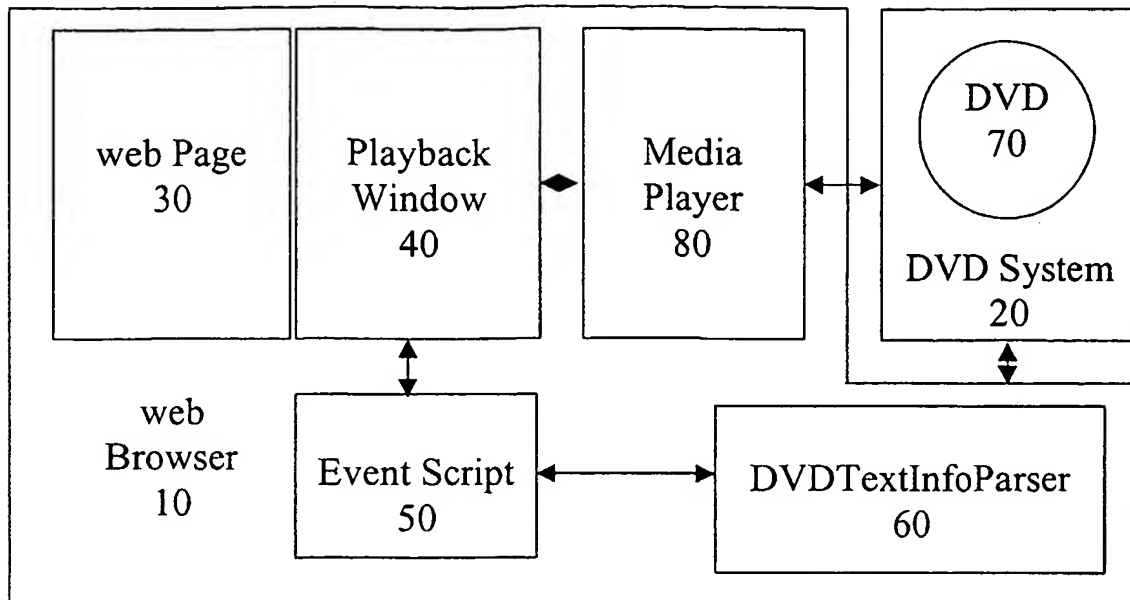 web Page
30
Playback
Window
40
Media
Player
80
DVD
70
DVD System
20
web
Browser
10
Event Script
50
DVDTextInfoParser
60